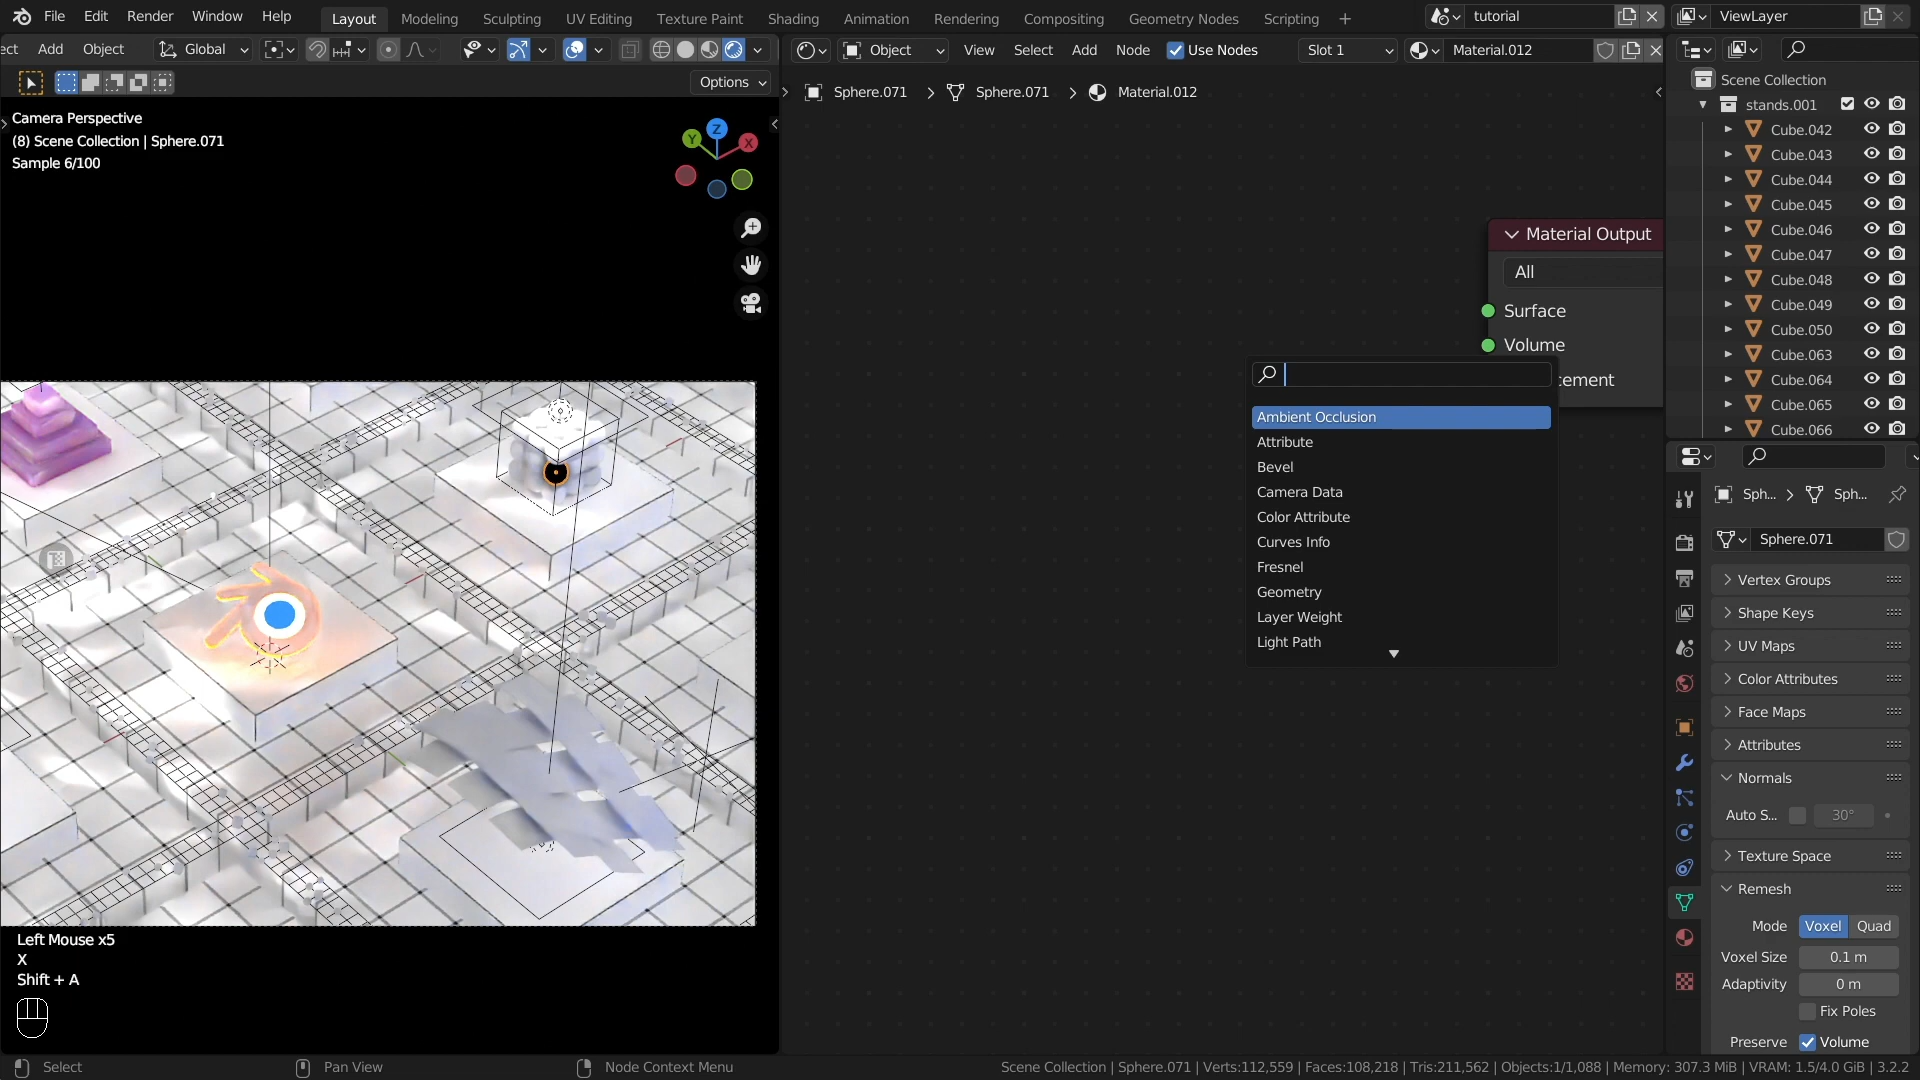 File Edit Render Window Help Layout Modeling Sculpting UV Editing Texture Paint Shading Animation Rendering Compositing Geometry Nodes Scripting + tutorial ViewLayer
ect Add Object Global Object View Select Add Node Use Nodes Slot 1 Material.012
Options
Sphere.071 > Sphere.071 > Material.012
Camera Perspective
(8) Scene Collection | Sphere.071
Sample 6/100
Z
Y
X
Material Output
All
Surface
Volume
cement
Ambient Occlusion
Attribute
Bevel
Camera Data
Color Attribute
Curves Info
Fresnel
Geometry
Layer Weight
Light Path
Scene Collection
stands.001
Cube.042
Cube.043
Cube.044
Cube.045
Cube.046
Cube.047
Cube.048
Cube.049
Cube.050
Cube.063
Cube.064
Cube.065
Cube.066
Sph... > Sph...
Sphere.071
Vertex Groups
Shape Keys
UV Maps
Color Attributes
Face Maps
Attributes
Normals
Auto S... 30°
Texture Space
Remesh
Mode Voxel Quad
Voxel Size 0.1 m
Adaptivity 0 m
Fix Poles
Preserve Volume
Left Mouse x5
X
Shift + A
Select Pan View Node Context Menu Scene Collection | Sphere.071 | Verts:112,559 | Faces:108,218 | Tris:211,562 | Objects:1/1,088 | Memory: 307.3 MiB | VRAM: 1.5/4.0 GiB | 3.2.2